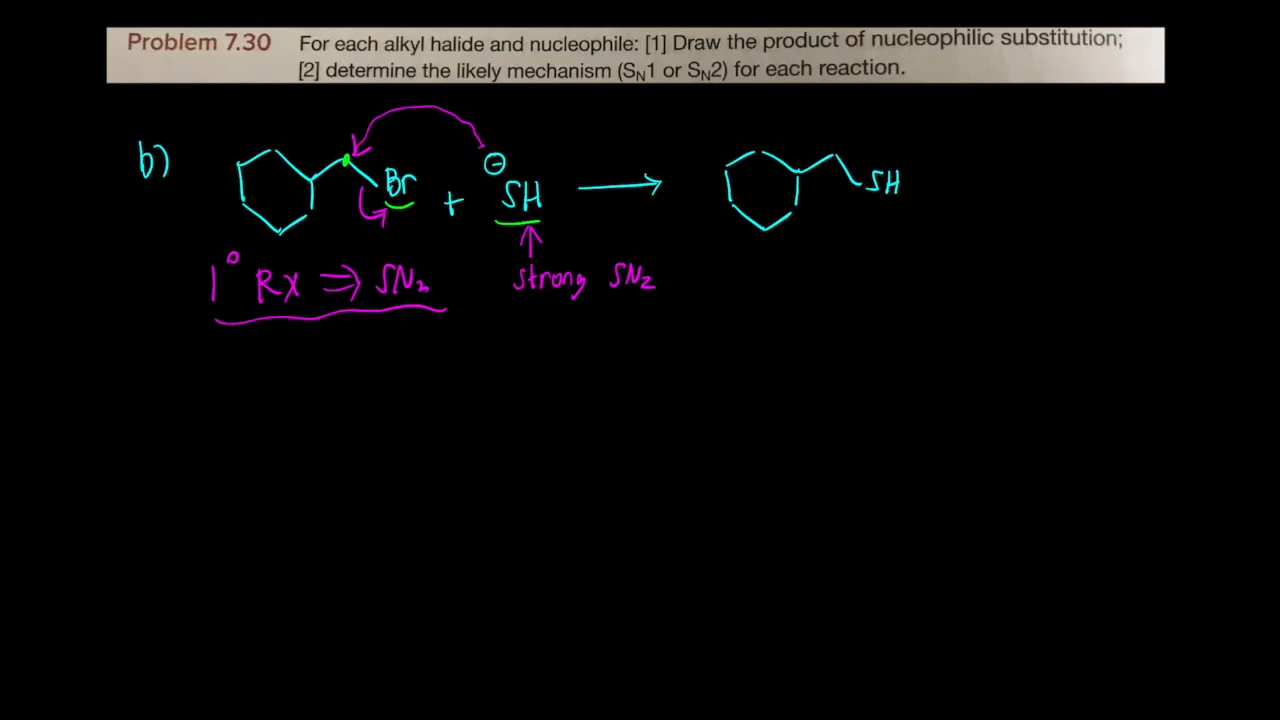 Problem 7.30 For each alkyl halide and nucleophile: [1] Draw the product of nucleophilic substitution;
[2] determine the likely mechanism (SN1 or SN2) for each reaction.
b) Br + ⊖ SH → SH
1° RX ⇒ SN2 strong SN2